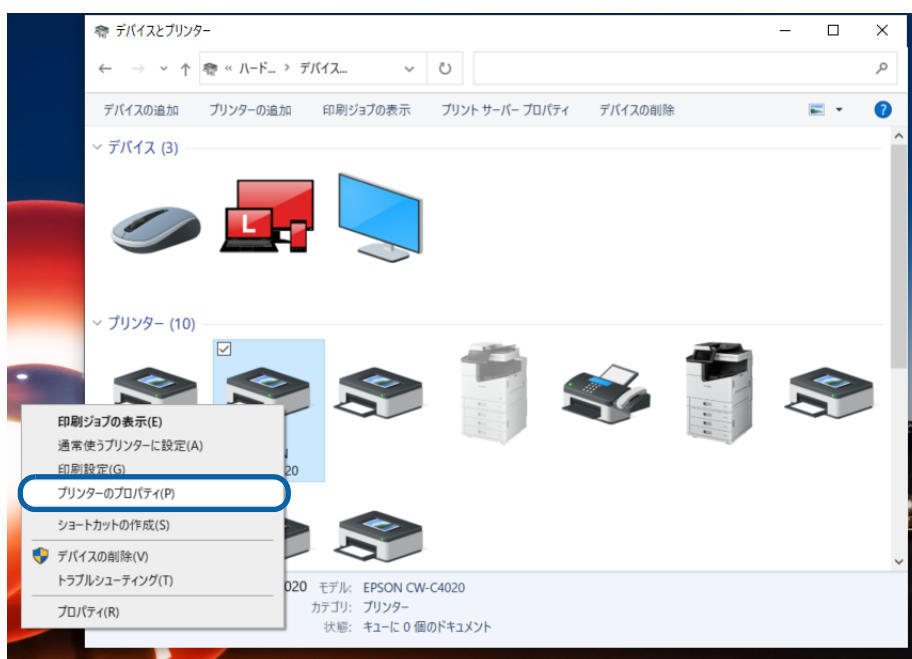 デバイスとプリンター
« ハード... › デバイス...
デバイスの追加 プリンターの追加 印刷ジョブの表示 プリント サーバー プロパティ デバイスの削除 ?
デバイス (3)
L
プリンター (10)
印刷ジョブの表示(E)
通常使うプリンターに設定(A)
印刷設定(G)
20
プリンターのプロパティ(P)
ショートカットの作成(S)
デバイスの削除(V)
トラブルシューティング(T)
プロパティ(R)
020 モデル: EPSON CW-C4020
カテゴリ: プリンター
状態: キューに 0 個のドキュメント